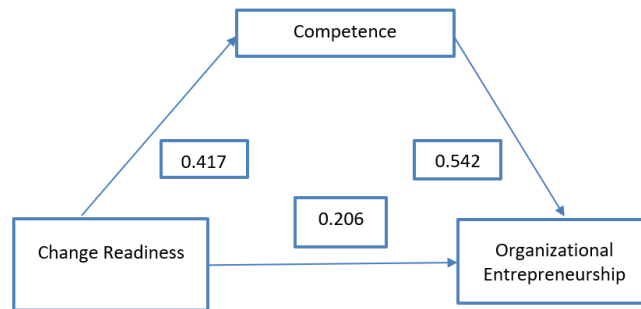 Competence
0.417
0.542
0.206
Change Readiness
Organizational
Entrepreneurship